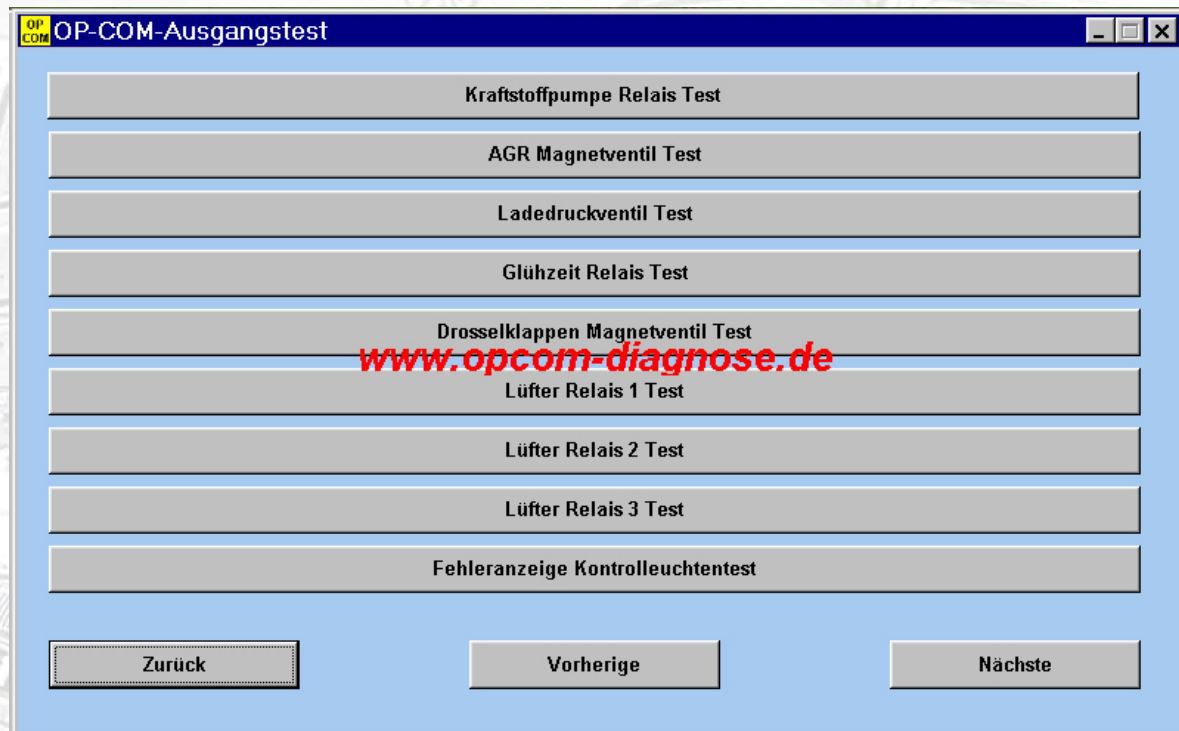 OP COM
OP-COM-Ausgangstest
Kraftstoffpumpe Relais Test
AGR Magnetventil Test
Ladedruckventil Test
Glühzeit Relais Test
Drosselklappen Magnetventil Test
www.opcom-diagnose.de
Lüfter Relais 1 Test
Lüfter Relais 2 Test
Lüfter Relais 3 Test
Fehleranzeige Kontrolleuchtentest
Zurück
Vorherige
Nächste